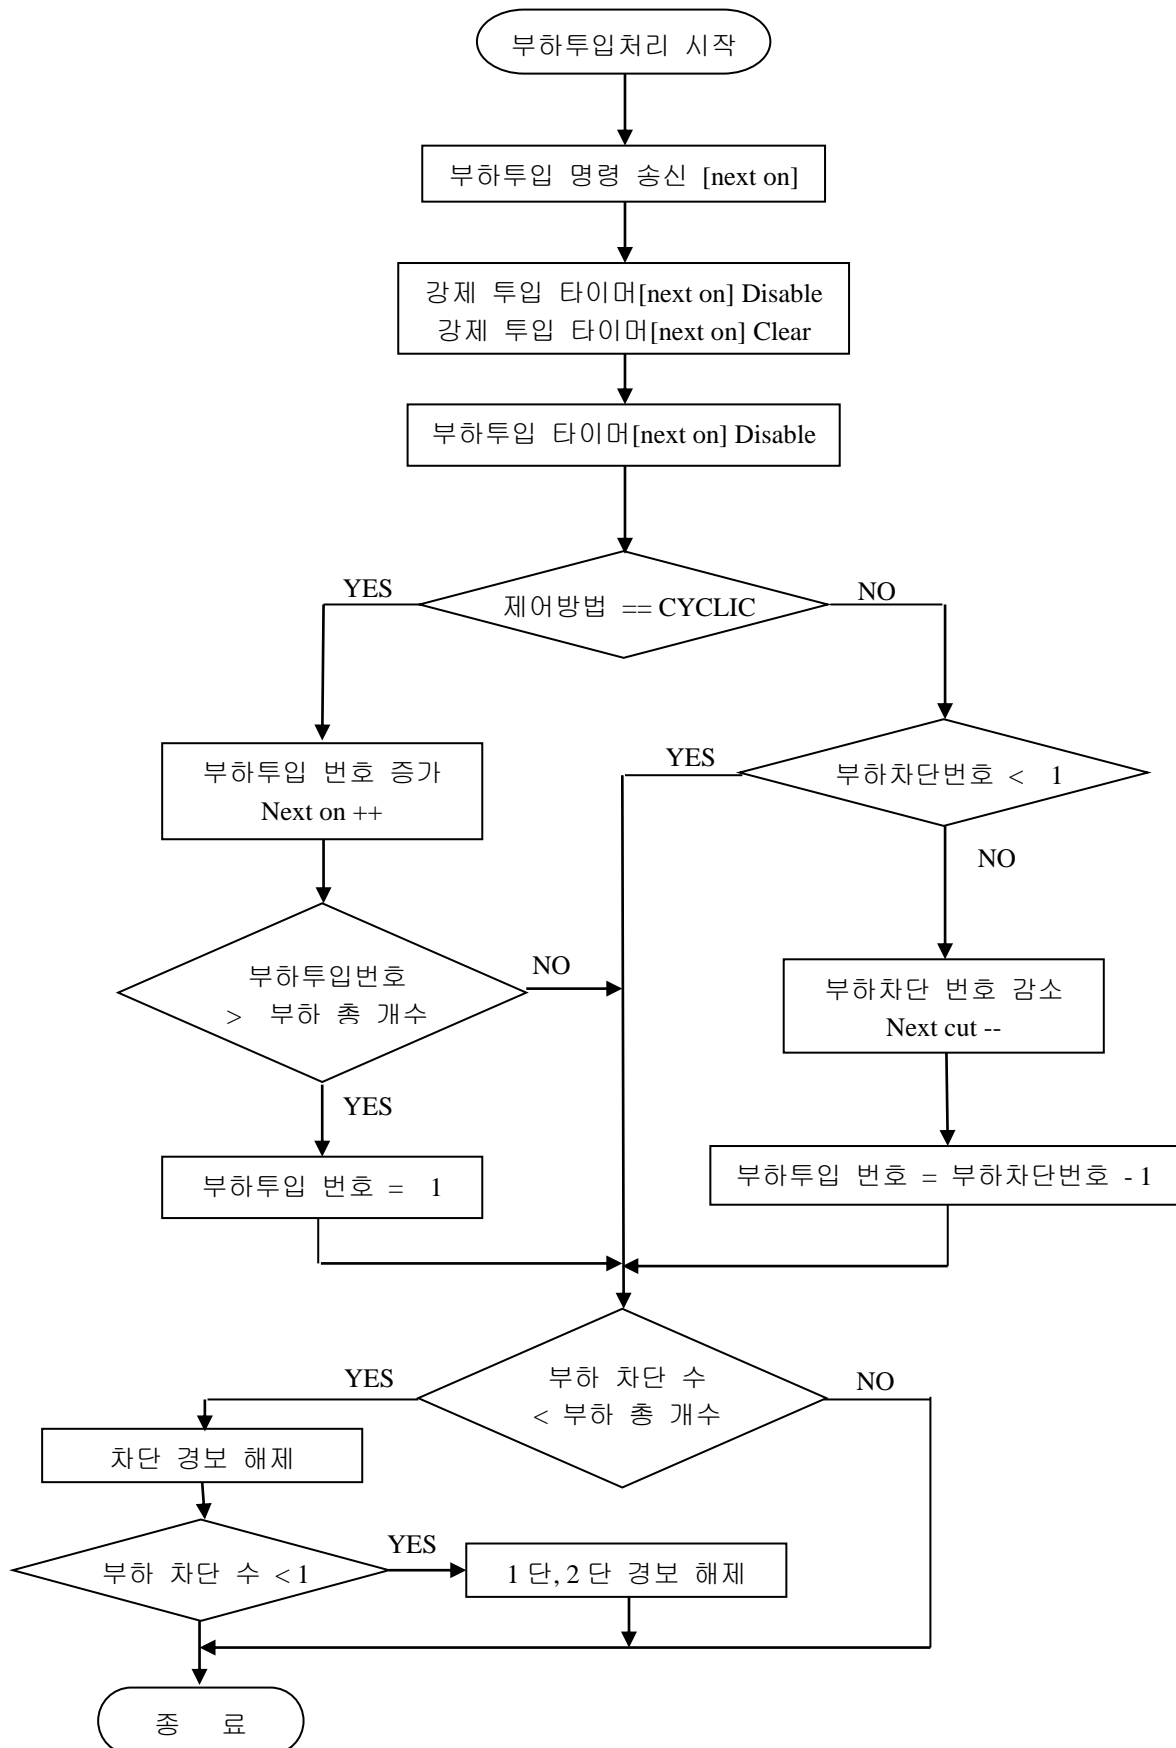 부하투입처리 시작
부하투입 명령 송신 [next on]
강제 투입 타이머[next on] Disable
강제 투입 타이머[next on] Clear
부하투입 타이머[next on] Disable
YES
제어방법 == CYCLIC
NO
부하투입 번호 증가
Next on ++
YES
부하차단번호 < 1
NO
부하투입번호
> 부하 총 개수
NO
YES
부하차단 번호 감소
Next cut --
부하투입 번호 = 1
부하투입 번호 = 부하차단번호 - 1
YES
부하 차단 수
< 부하 총 개수
NO
차단 경보 해제
부하 차단 수 < 1
YES
1 단, 2 단 경보 해제
종 료